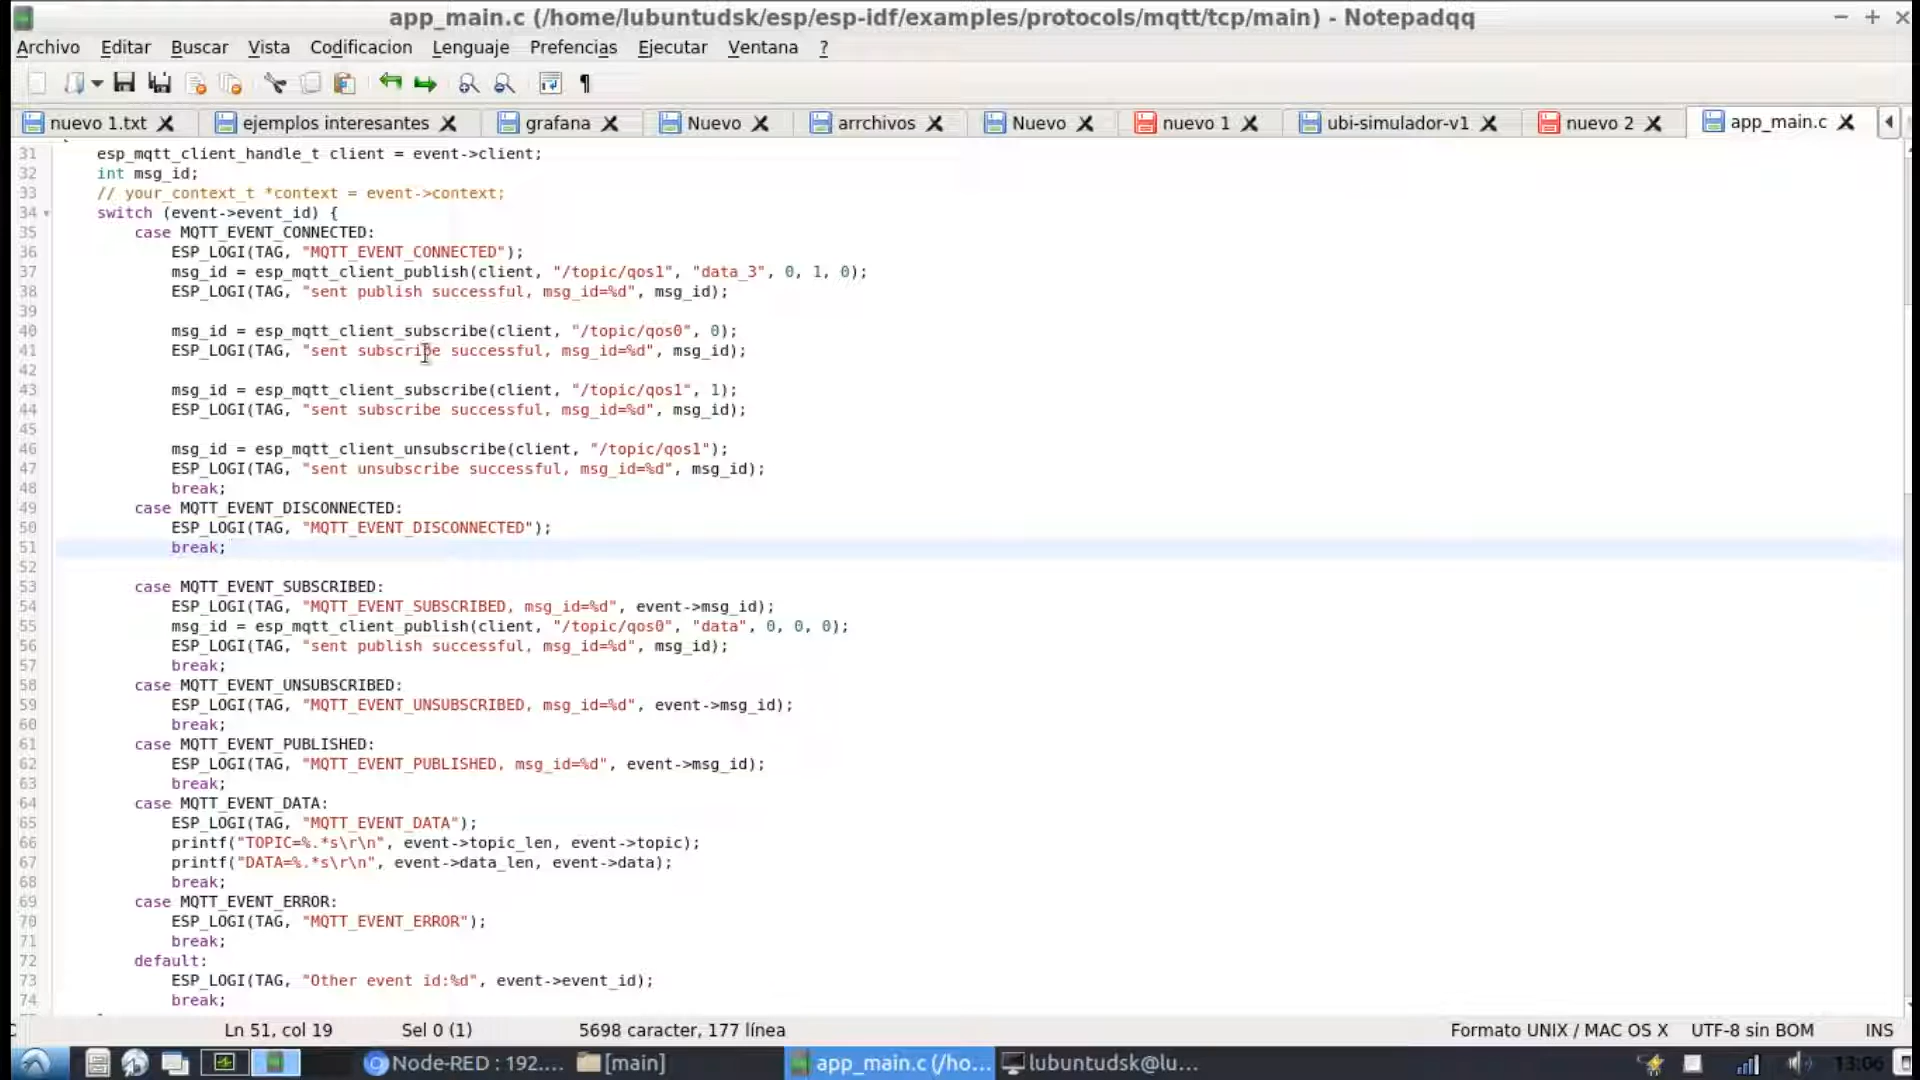 app_main.c (/home/lubuntudsk/esp/esp-idf/examples/protocols/mqtt/tcp/main) - Notepadqq
Archivo Editar Buscar Vista Codificacion Lenguaje Prefencias Ejecutar Ventana ?
nuevo 1.txt ejemplos interesantes grafana Nuevo arrchivos Nuevo nuevo 1 ubi-simulador-v1 nuevo 2 app_main.c
31 esp_mqtt_client_handle_t client = event->client;
32 int msg_id;
33 // your_context_t *context = event->context;
34 switch (event->event_id) {
35 case MQTT_EVENT_CONNECTED:
36 ESP_LOGI(TAG, "MQTT_EVENT_CONNECTED");
37 msg_id = esp_mqtt_client_publish(client, "/topic/qos1", "data_3", 0, 1, 0);
38 ESP_LOGI(TAG, "sent publish successful, msg_id=%d", msg_id);
39
40 msg_id = esp_mqtt_client_subscribe(client, "/topic/qos0", 0);
41 ESP_LOGI(TAG, "sent subscribe successful, msg_id=%d", msg_id);
42
43 msg_id = esp_mqtt_client_subscribe(client, "/topic/qos1", 1);
44 ESP_LOGI(TAG, "sent subscribe successful, msg_id=%d", msg_id);
45
46 msg_id = esp_mqtt_client_unsubscribe(client, "/topic/qos1");
47 ESP_LOGI(TAG, "sent unsubscribe successful, msg_id=%d", msg_id);
48 break;
49 case MQTT_EVENT_DISCONNECTED:
50 ESP_LOGI(TAG, "MQTT_EVENT_DISCONNECTED");
51 break;
52
53 case MQTT_EVENT_SUBSCRIBED:
54 ESP_LOGI(TAG, "MQTT_EVENT_SUBSCRIBED, msg_id=%d", event->msg_id);
55 msg_id = esp_mqtt_client_publish(client, "/topic/qos0", "data", 0, 0, 0);
56 ESP_LOGI(TAG, "sent publish successful, msg_id=%d", msg_id);
57 break;
58 case MQTT_EVENT_UNSUBSCRIBED:
59 ESP_LOGI(TAG, "MQTT_EVENT_UNSUBSCRIBED, msg_id=%d", event->msg_id);
60 break;
61 case MQTT_EVENT_PUBLISHED:
62 ESP_LOGI(TAG, "MQTT_EVENT_PUBLISHED, msg_id=%d", event->msg_id);
63 break;
64 case MQTT_EVENT_DATA:
65 ESP_LOGI(TAG, "MQTT_EVENT_DATA");
66 printf("TOPIC=%.*s\r\n", event->topic_len, event->topic);
67 printf("DATA=%.*s\r\n", event->data_len, event->data);
68 break;
69 case MQTT_EVENT_ERROR:
70 ESP_LOGI(TAG, "MQTT_EVENT_ERROR");
71 break;
72 default:
73 ESP_LOGI(TAG, "Other event id:%d", event->event_id);
74 break;
Ln 51, col 19 Sel 0 (1) 5698 caracter, 177 línea Formato UNIX / MAC OS X UTF-8 sin BOM INS
Node-RED : 192.... [main] app_main.c (/ho... lubuntudsk@lu... 13:06